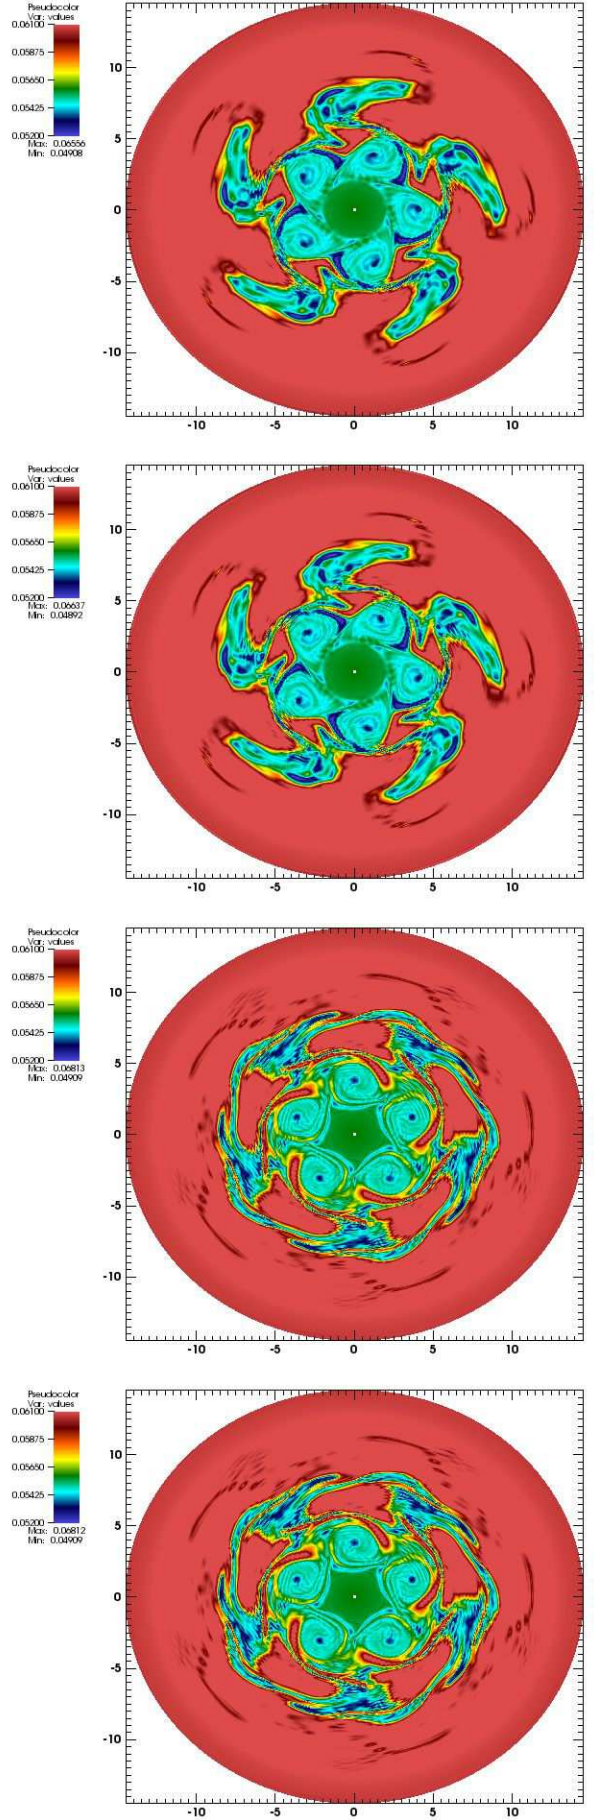 Pseudocolor
Var: values
0.06100
0.05875
0.05650
0.05425
0.05200
Max: 0.06556
Min: 0.04908
10
5
0
-5
-10
-10 -5 0 5 10
Pseudocolor
Var: values
0.06100
0.05875
0.05650
0.05425
0.05200
Max: 0.06637
Min: 0.04892
10
5
0
-5
-10
-10 -5 0 5 10
Pseudocolor
Var: values
0.06100
0.05875
0.05650
0.05425
0.05200
Max: 0.06813
Min: 0.04909
10
5
0
-5
-10
-10 -5 0 5 10
Pseudocolor
Var: values
0.06100
0.05875
0.05650
0.05425
0.05200
Max: 0.06812
Min: 0.04909
10
5
0
-5
-10
-10 -5 0 5 10